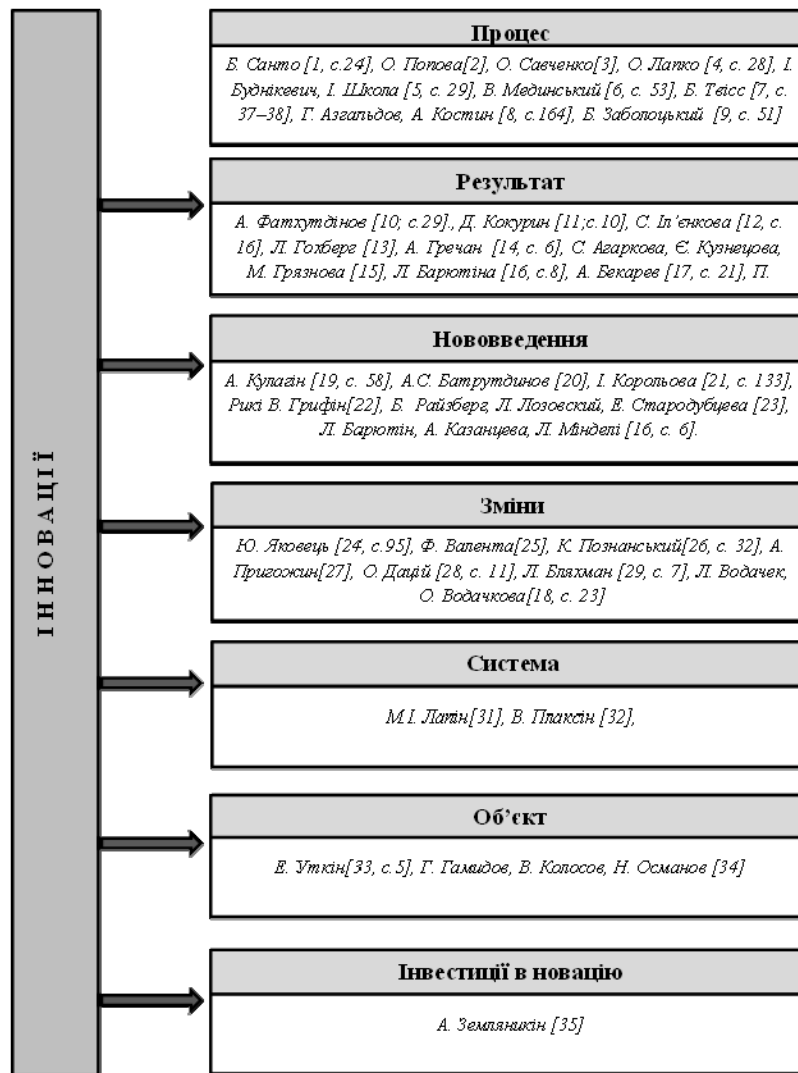 ІННОВАЦІЇ
Процес
Б. Санто [1, с.24], О. Попова[2], О. Савченко[3], О. Лапко [4, с. 28], І.
Буднікевич, І. Школа [5, с. 29], В. Мединський [6, с. 53], Б. Твісс [7, с.
37–38], Г. Азгальдов, А. Костин [8, с.164], Б. Заболоцький [9, с. 51]
Результат
А. Фатхутдінов [10; с.29]., Д. Кокурин [11;с.10], С. Іл’єнкова [12, с.
16], Л. Гохберг [13], А. Гречан [14, с. 6], С. Агаркова, Є. Кузнецова,
М. Грязнова [15], Л. Барютіна [16, с.8], А. Бекарев [17, с. 21], П.
Нововведення
А. Кулагін [19, с. 58], А.С. Батрутдинов [20], І. Корольова [21, с. 133],
Рикі В. Грифін[22], Б. Райзберг, Л. Лозовский, Е. Стародубцева [23],
Л. Барютін, А. Казанцева, Л. Мінделі [16, с. 6].
Зміни
Ю. Яковець [24, с.95], Ф. Валента[25], К. Познанський[26, с. 32], А.
Пригожин[27], О. Дацій [28, с. 11], Л. Бляхман [29, с. 7], Л. Водачек,
О. Водачкова[18, с. 23]
Система
М.І. Лапін[31], В. Плаксін [32],
Об’єкт
Е. Уткін[33, с.5], Г. Гамидов, В. Колосов, Н. Османов [34]
Інвестиції в новацію
А. Земляникін [35]